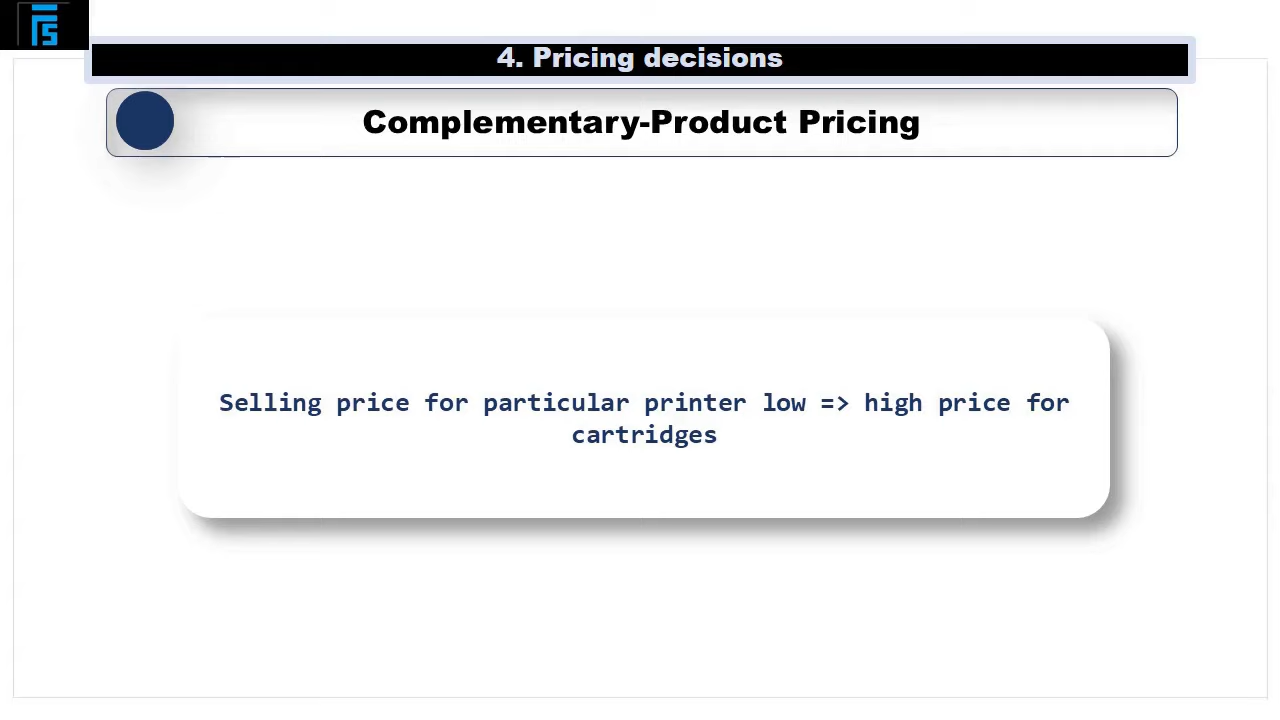 4. Pricing decisions
Complementary-Product Pricing
Selling price for particular printer low => high price for
cartridges